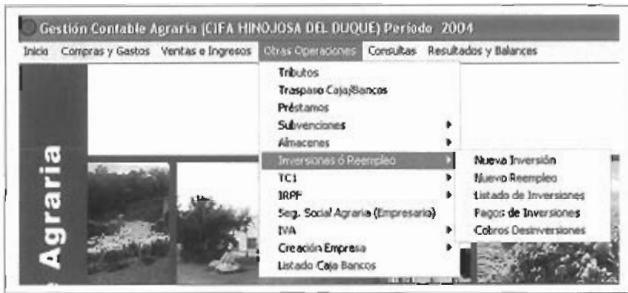 Gestión Contable Agraria (CIFA HINOJOSA DEL DUQUE) Periodo 2004
Inicio Compras y Gastos Ventas e Ingresos Otras Operaciones Consultas Resultados y Balances
Tributos
Traspaso Caja/Bancos
Préstamos
Subvenciones
Almacenes
Inversiones ó Reempleo
TC1
IRPF
Seg. Social Agraria (Empresario)
IVA
Creación Empresa
Listado Caja Bancos
Nueva Inversión
Nuevo Reempleo
Listado de Inversiones
Pagos de Inversiones
Cobros Desinversiones
Agraria